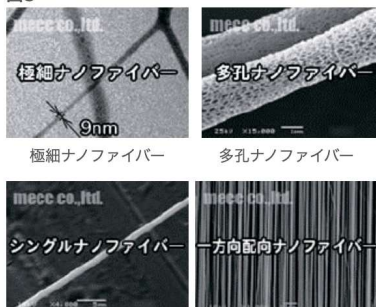 mecc co.,ltd.
極細ナノファイバー
9nm
極細ナノファイバー
mecc co.,ltd.
多孔ナノファイバー
25kV ×15,000
多孔ナノファイバー
mecc co.,ltd.
シングルナノファイバー
mecc co.,ltd.
一方向配向ナノファイバー